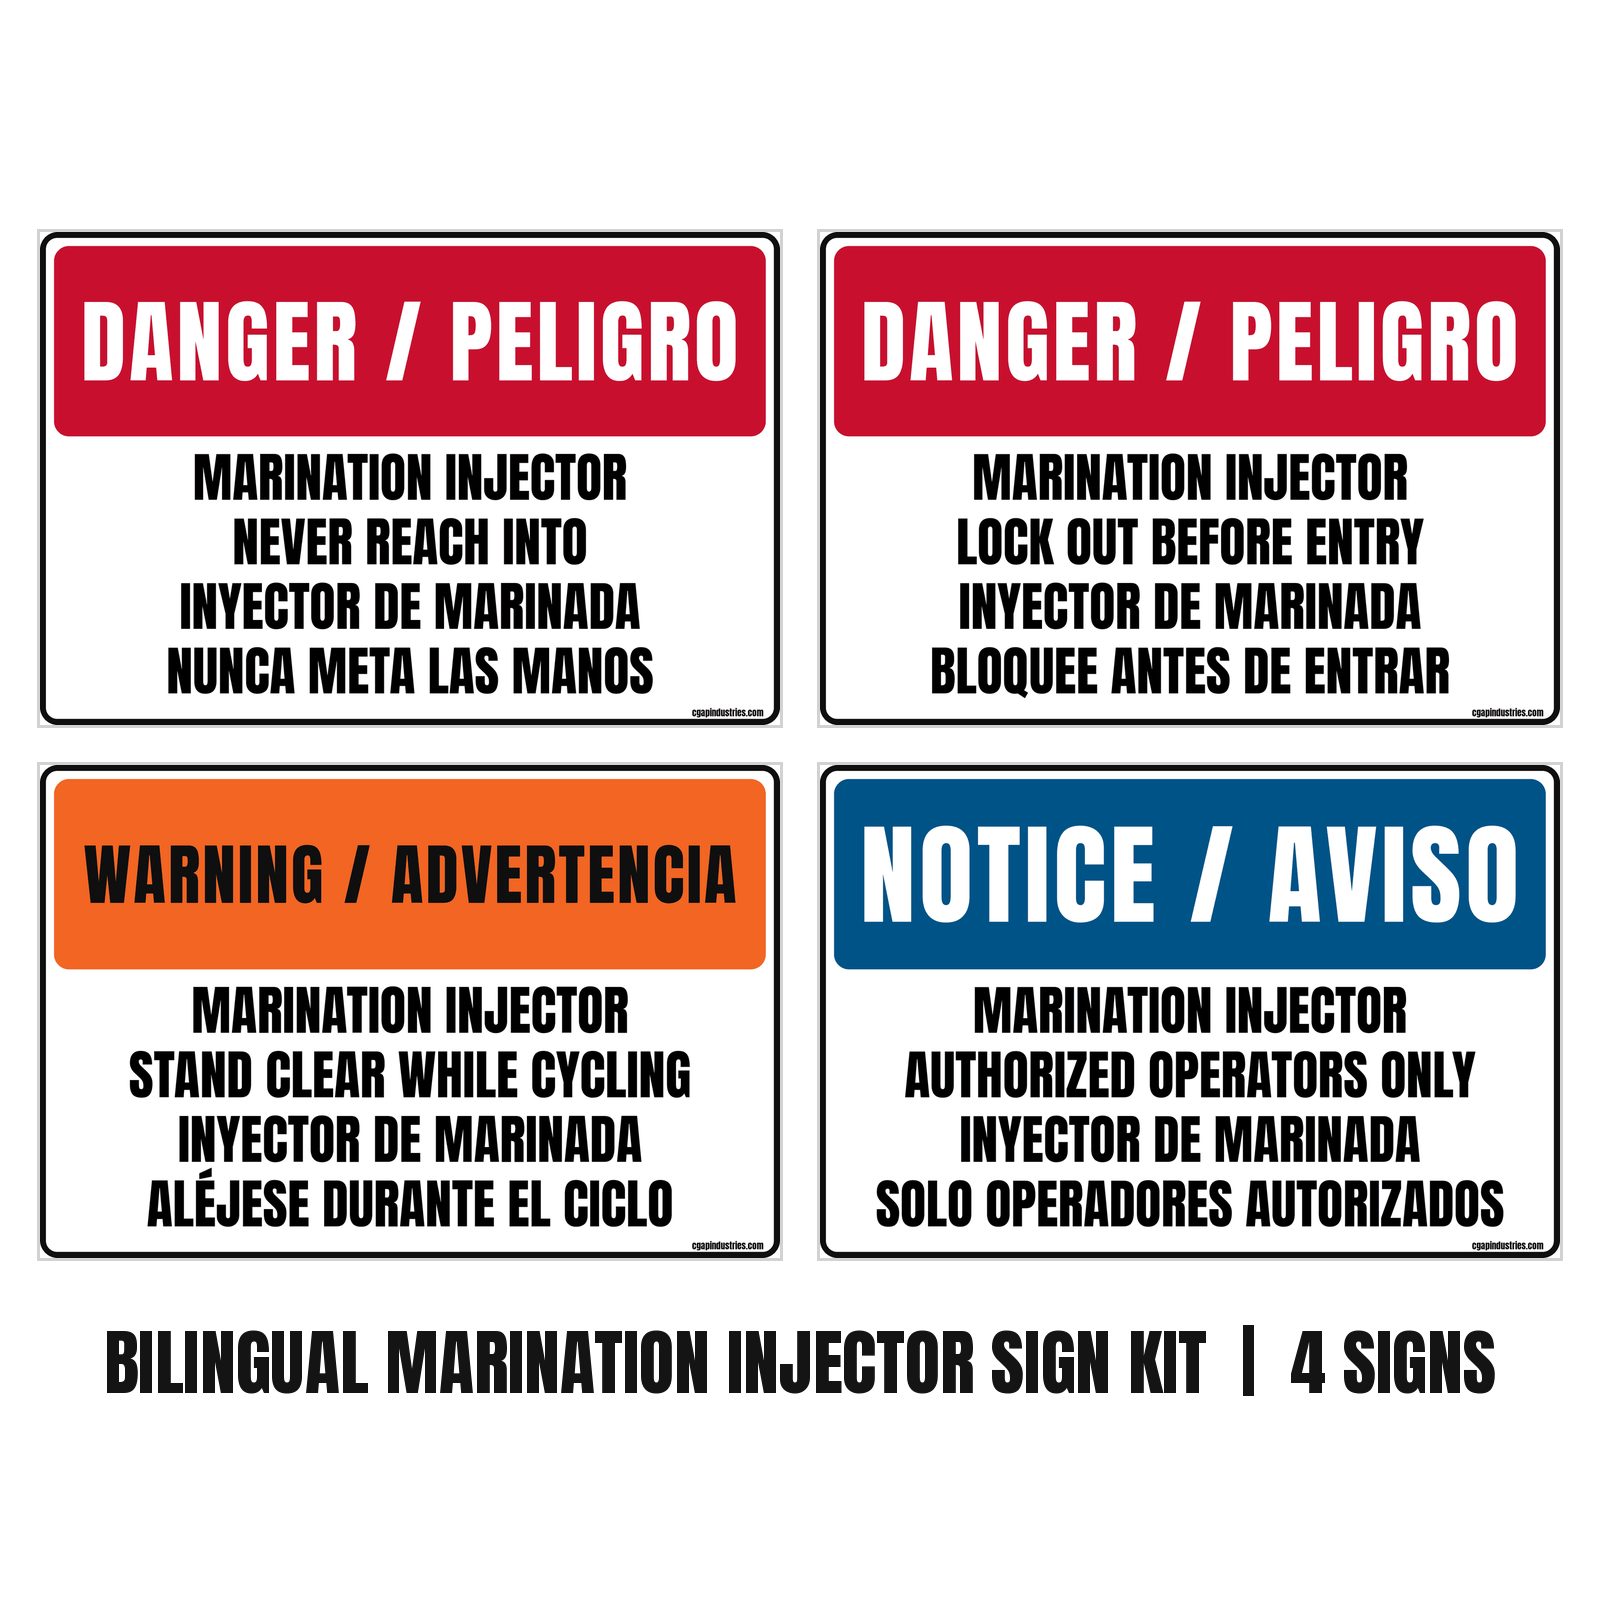 DANGER / PELIGRO
MARINATION INJECTOR
NEVER REACH INTO
INYECTOR DE MARINADA
NUNCA META LAS MANOS
cgapindustries.com
DANGER / PELIGRO
MARINATION INJECTOR
LOCK OUT BEFORE ENTRY
INYECTOR DE MARINADA
BLOQUEE ANTES DE ENTRAR
cgapindustries.com
WARNING / ADVERTENCIA
MARINATION INJECTOR
STAND CLEAR WHILE CYCLING
INYECTOR DE MARINADA
ALÉJESE DURANTE EL CICLO
cgapindustries.com
NOTICE / AVISO
MARINATION INJECTOR
AUTHORIZED OPERATORS ONLY
INYECTOR DE MARINADA
SOLO OPERADORES AUTORIZADOS
cgapindustries.com
BILINGUAL MARINATION INJECTOR SIGN KIT | 4 SIGNS